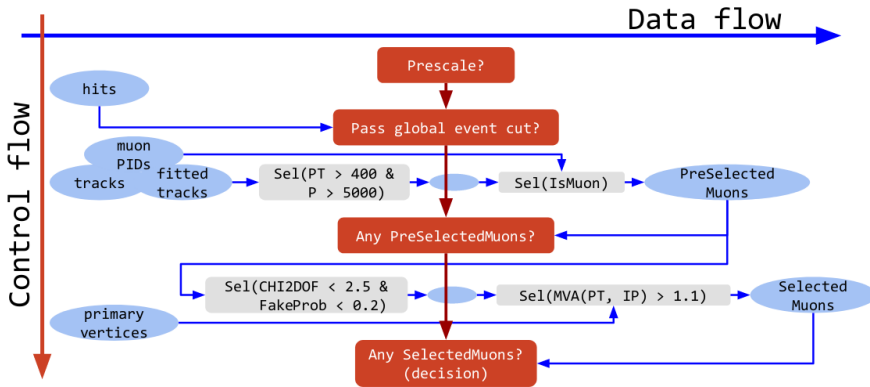 Data flow
Control flow
Prescale?
hits
Pass global event cut?
muon
PIDs
tracks
fitted
tracks
Sel(PT > 400 &
P > 5000)
Sel(IsMuon)
PreSelected
Muons
Any PreSelectedMuons?
Sel(CHI2DOF < 2.5 &
FakeProb < 0.2)
Sel(MVA(PT, IP) > 1.1)
Selected
Muons
primary
vertices
Any SelectedMuons?
(decision)